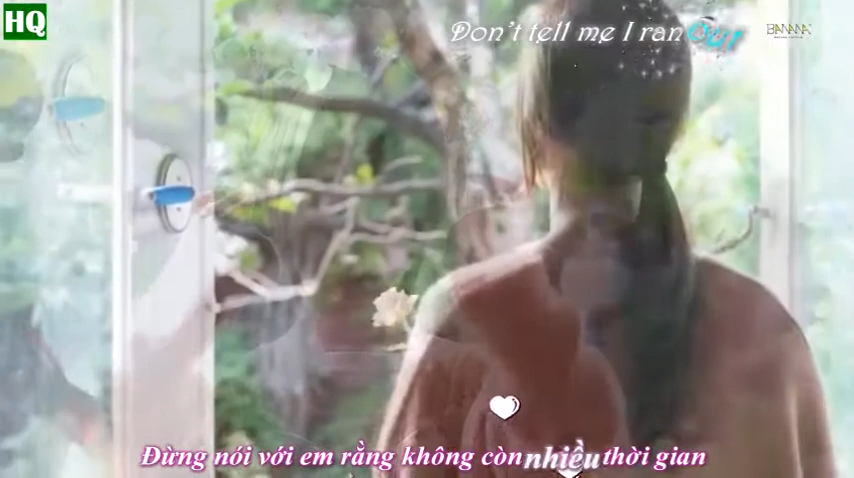 HQ
Don't tell me I ran Out
BANANA
Đừng nói với em rằng không còn nhiều thời gian